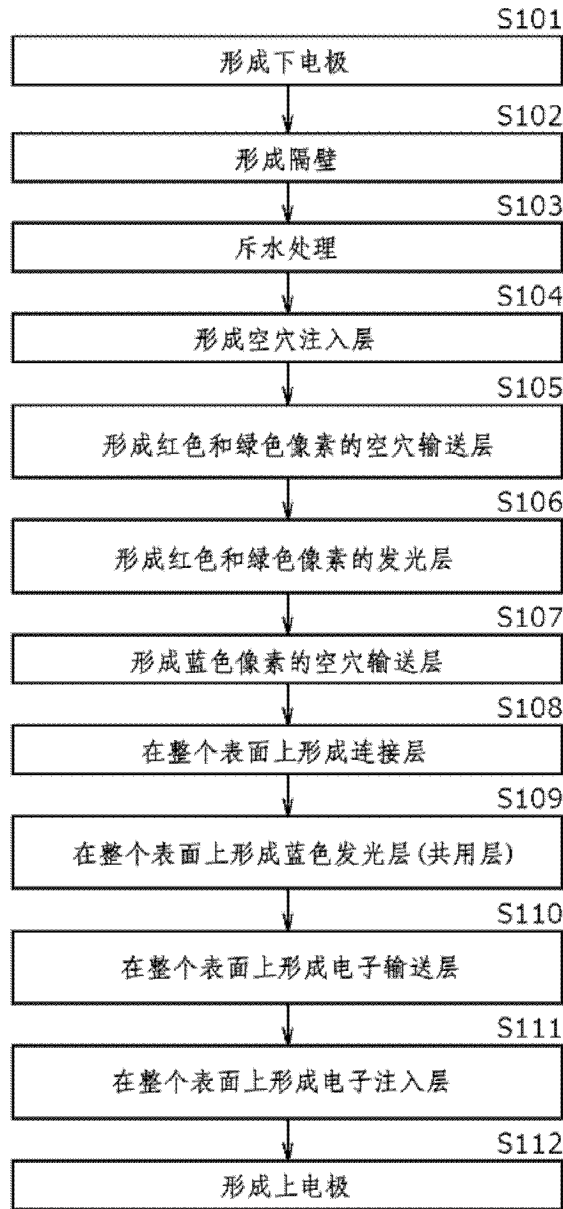 S101
形成下电极
S102
形成隔壁
S103
斥水处理
S104
形成空穴注入层
S105
形成红色和绿色像素的空穴输送层
S106
形成红色和绿色像素的发光层
S107
形成蓝色像素的空穴输送层
S108
在整个表面上形成连接层
S109
在整个表面上形成蓝色发光层(共用层)
S110
在整个表面上形成电子输送层
S111
在整个表面上形成电子注入层
S112
形成上电极